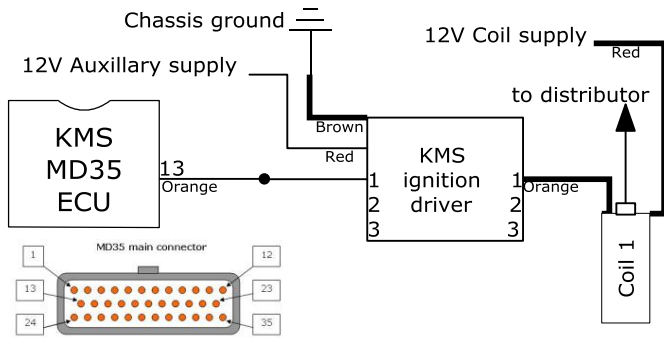 Chassis ground
12V Coil supply
Red
12V Auxillary supply
to distributor
KMS
MD35
ECU
13
Orange
Brown
Red
KMS
ignition
driver
1
2
3
1
2
3
Orange
Coil 1
MD35 main connector
1
12
13
23
24
35